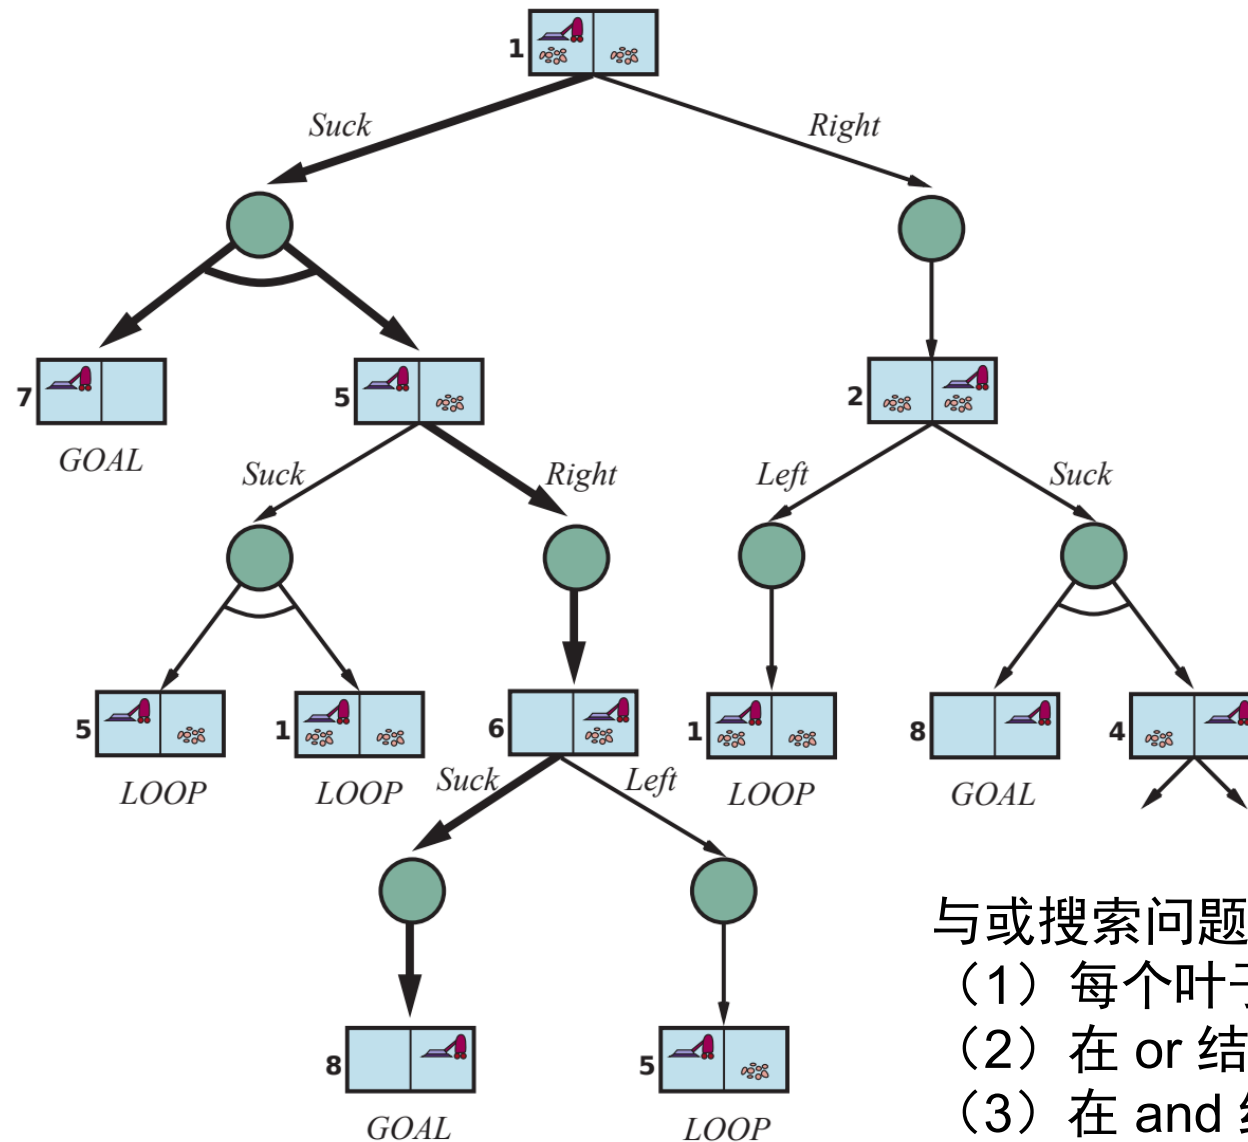 1
Suck
Right
7
5
2
GOAL
Suck
Right
Left
Suck
5
1
6
1
8
4
LOOP
LOOP
Suck
Left
LOOP
GOAL
与或搜索问题
（1）每个叶
（2）在 or 结
（3）在 and
8
5
GOAL
LOOP